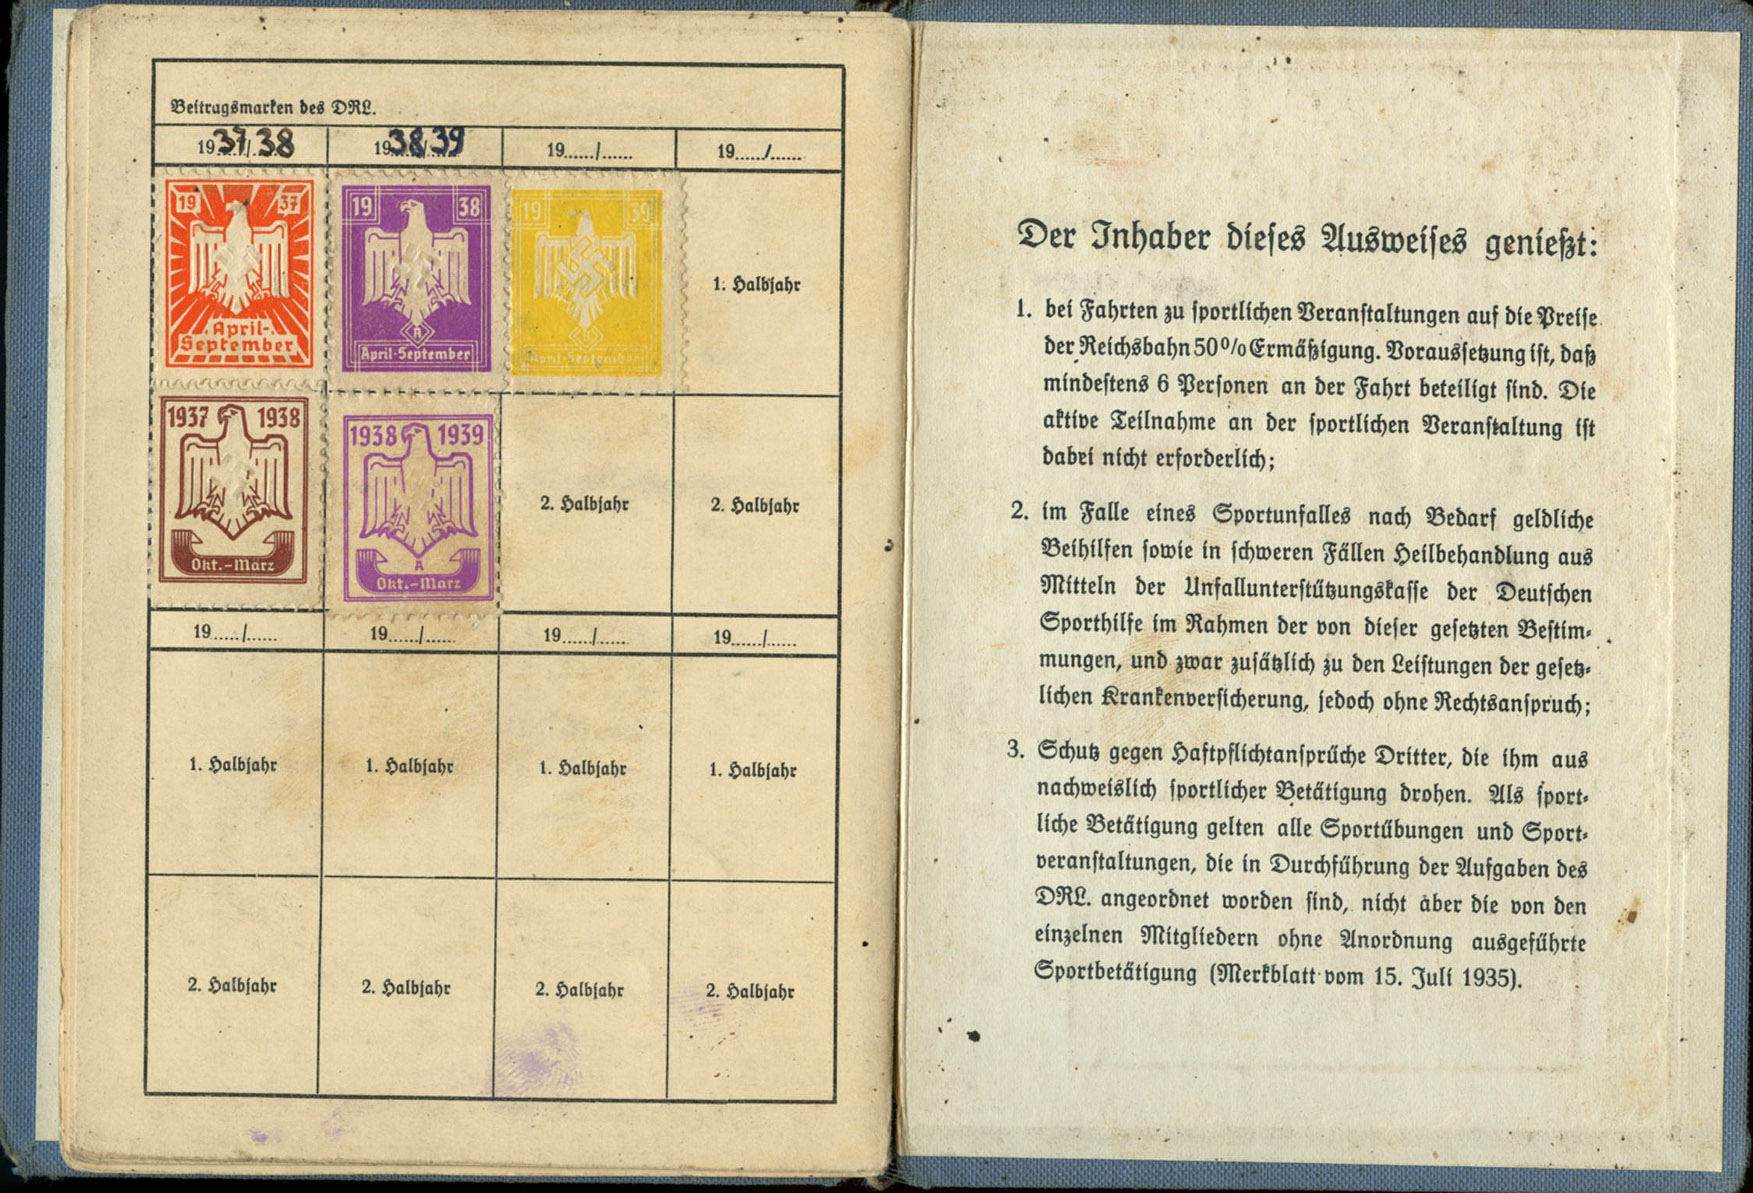 Beitragsmarken des DRL.
1937/38
1938/39
19....../......
19....../......
19 37
April-
September
19 38
A
April-September
19 39
April-September
1. Halbjahr
1937 1938
Okt.-März
1938 1939
A
Okt.-März
2. Halbjahr
2. Halbjahr
19....../......
19....../......
19....../......
19....../......
1. Halbjahr
1. Halbjahr
1. Halbjahr
1. Halbjahr
2. Halbjahr
2. Halbjahr
2. Halbjahr
2. Halbjahr
Der Inhaber dieses Ausweises genießt:
1. bei Fahrten zu sportlichen Veranstaltungen auf die Preise
der Reichsbahn 50% Ermäßigung. Voraussetzung ist, daß
mindestens 6 Personen an der Fahrt beteiligt sind. Die
aktive Teilnahme an der sportlichen Veranstaltung ist
dabei nicht erforderlich;
2. im Falle eines Sportunfalles nach Bedarf geldliche
Beihilfen sowie in schweren Fällen Heilbehandlung aus
Mitteln der Unfallunterstützungskasse der Deutschen
Sporthilfe im Rahmen der von dieser gesetzten Bestim-
mungen, und zwar zusätzlich zu den Leistungen der gesetz-
lichen Krankenversicherung, jedoch ohne Rechtsanspruch;
3. Schutz gegen Haftpflichtansprüche Dritter, die ihm aus
nachweislich sportlicher Betätigung drohen. Als sport-
liche Betätigung gelten alle Sportübungen und Sport-
veranstaltungen, die in Durchführung der Aufgaben des
DRL. angeordnet worden sind, nicht aber die von den
einzelnen Mitgliedern ohne Anordnung ausgeführte
Sportbetätigung (Merkblatt vom 15. Juli 1935).